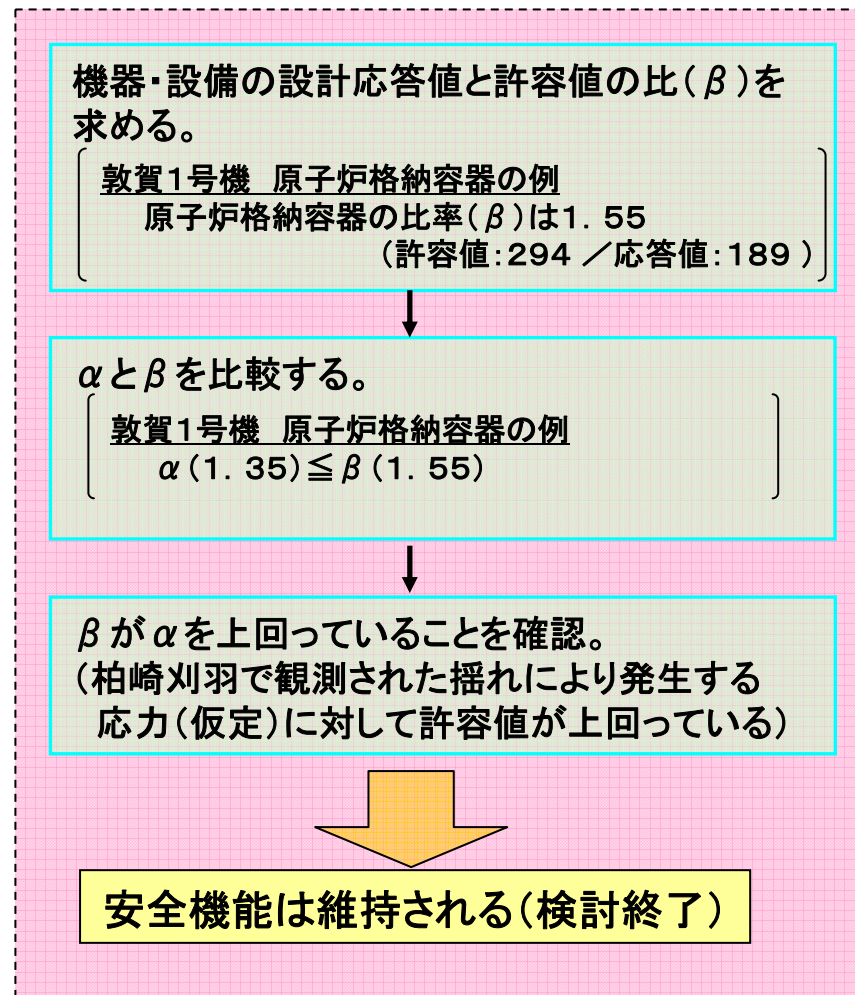 機器・設備の設計応答値と許容値の比(β)を
求める。
敦賀1号機 原子炉格納容器の例
原子炉格納容器の比率(β)は1.55
(許容値:294/応答値:189)
αとβを比較する。
敦賀1号機 原子炉格納容器の例
α(1.35)≦β(1.55)
βがαを上回っていることを確認。
(柏崎刈羽で観測された揺れにより発生する
応力(仮定)に対して許容値が上回っている)
安全機能は維持される(検討終了)